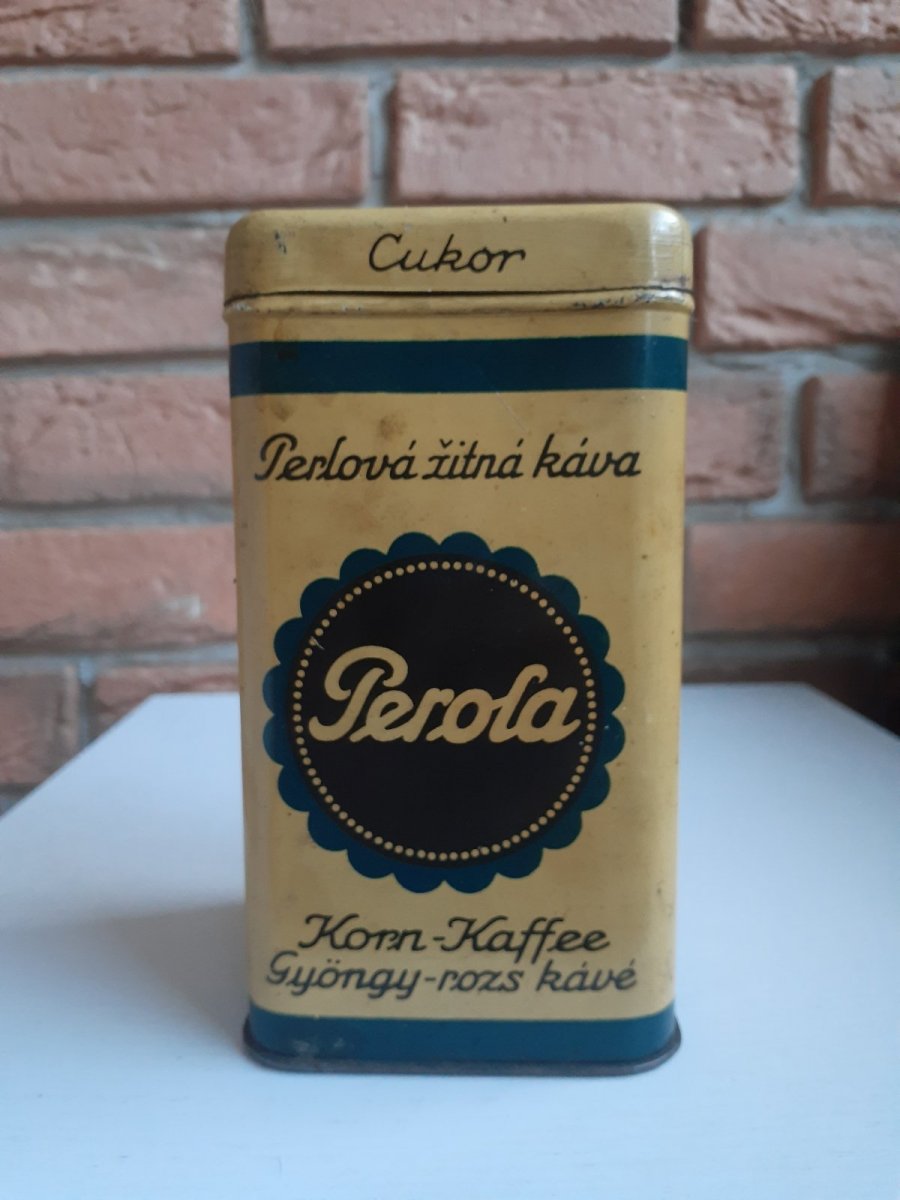 Cukor
Perlová žitná káva
Perola
Korn-Kaffee
Gyöngy-rozs kávé